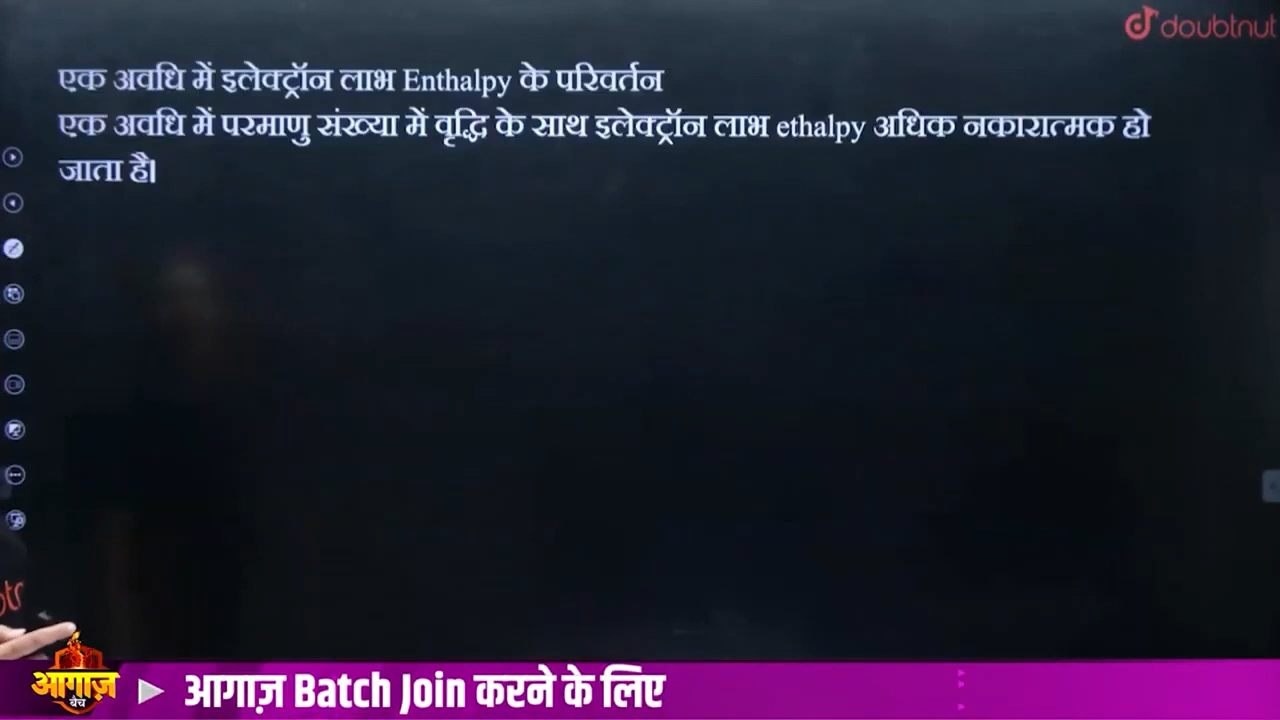 doubtnut
एक अवधि में इलेक्ट्रॉन लाभ Enthalpy के परिवर्तन
एक अवधि में परमाणु संख्या में वृद्धि के साथ इलेक्ट्रॉन लाभ ethalpy अधिक नकारात्मक हो
जाता है।
आगाज़
बैच
आगाज़ Batch Join करने के लिए